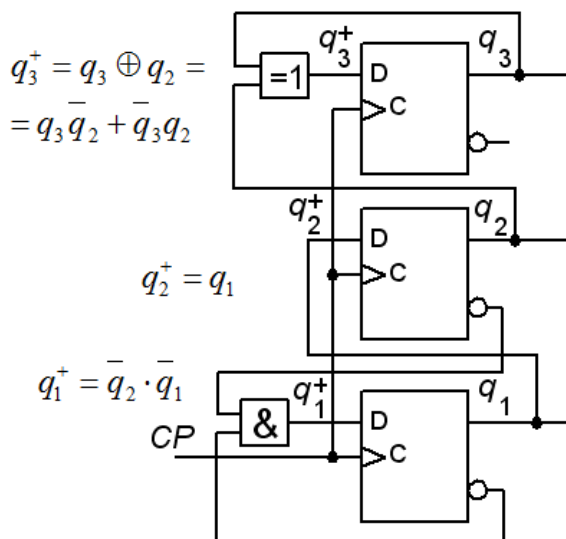 q₃⁺ q₃
q₃⁺ = q₃ ⊕ q₂ =
= q₃q̅₂ + q̅₃q₂
=1
D
C
q₂⁺ q₂
D
C
q₂⁺ = q₁
q₁⁺ = q̅₂ · q̅₁
q₁⁺ q₁
&
D
CP
C